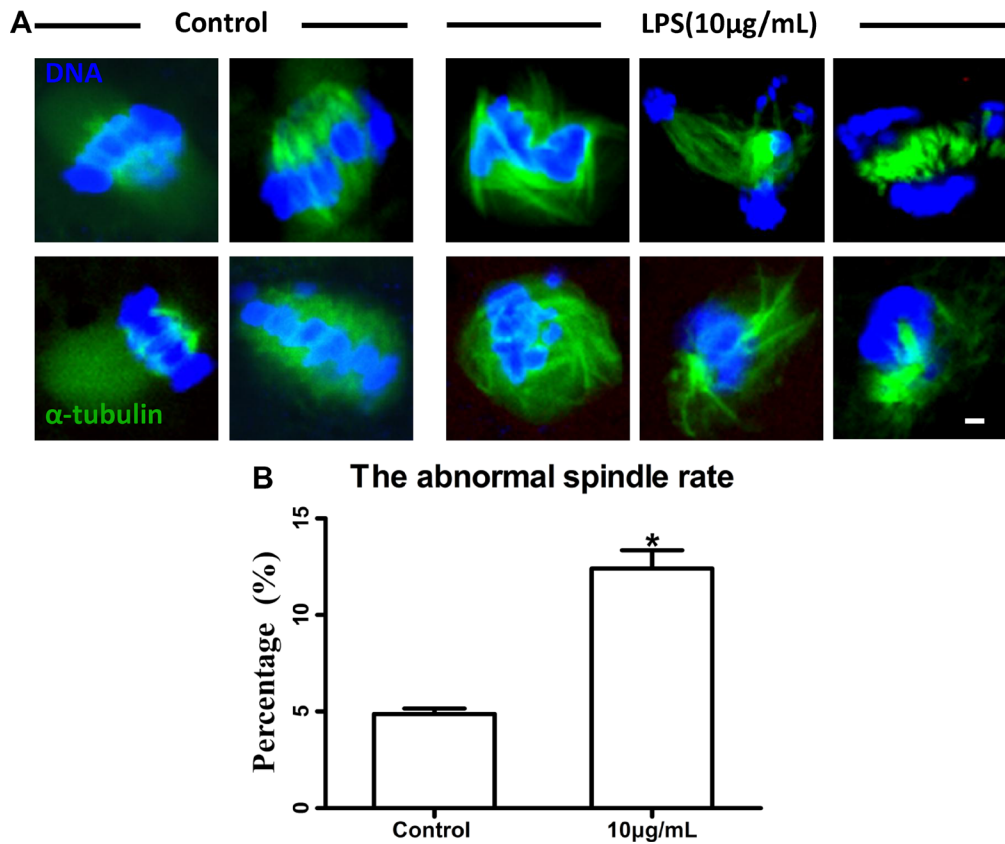 A Control LPS(10μg/mL)
DNA
α-tubulin
B The abnormal spindle rate
Percentage (%)
15
10
5
0
*
Control 10μg/mL